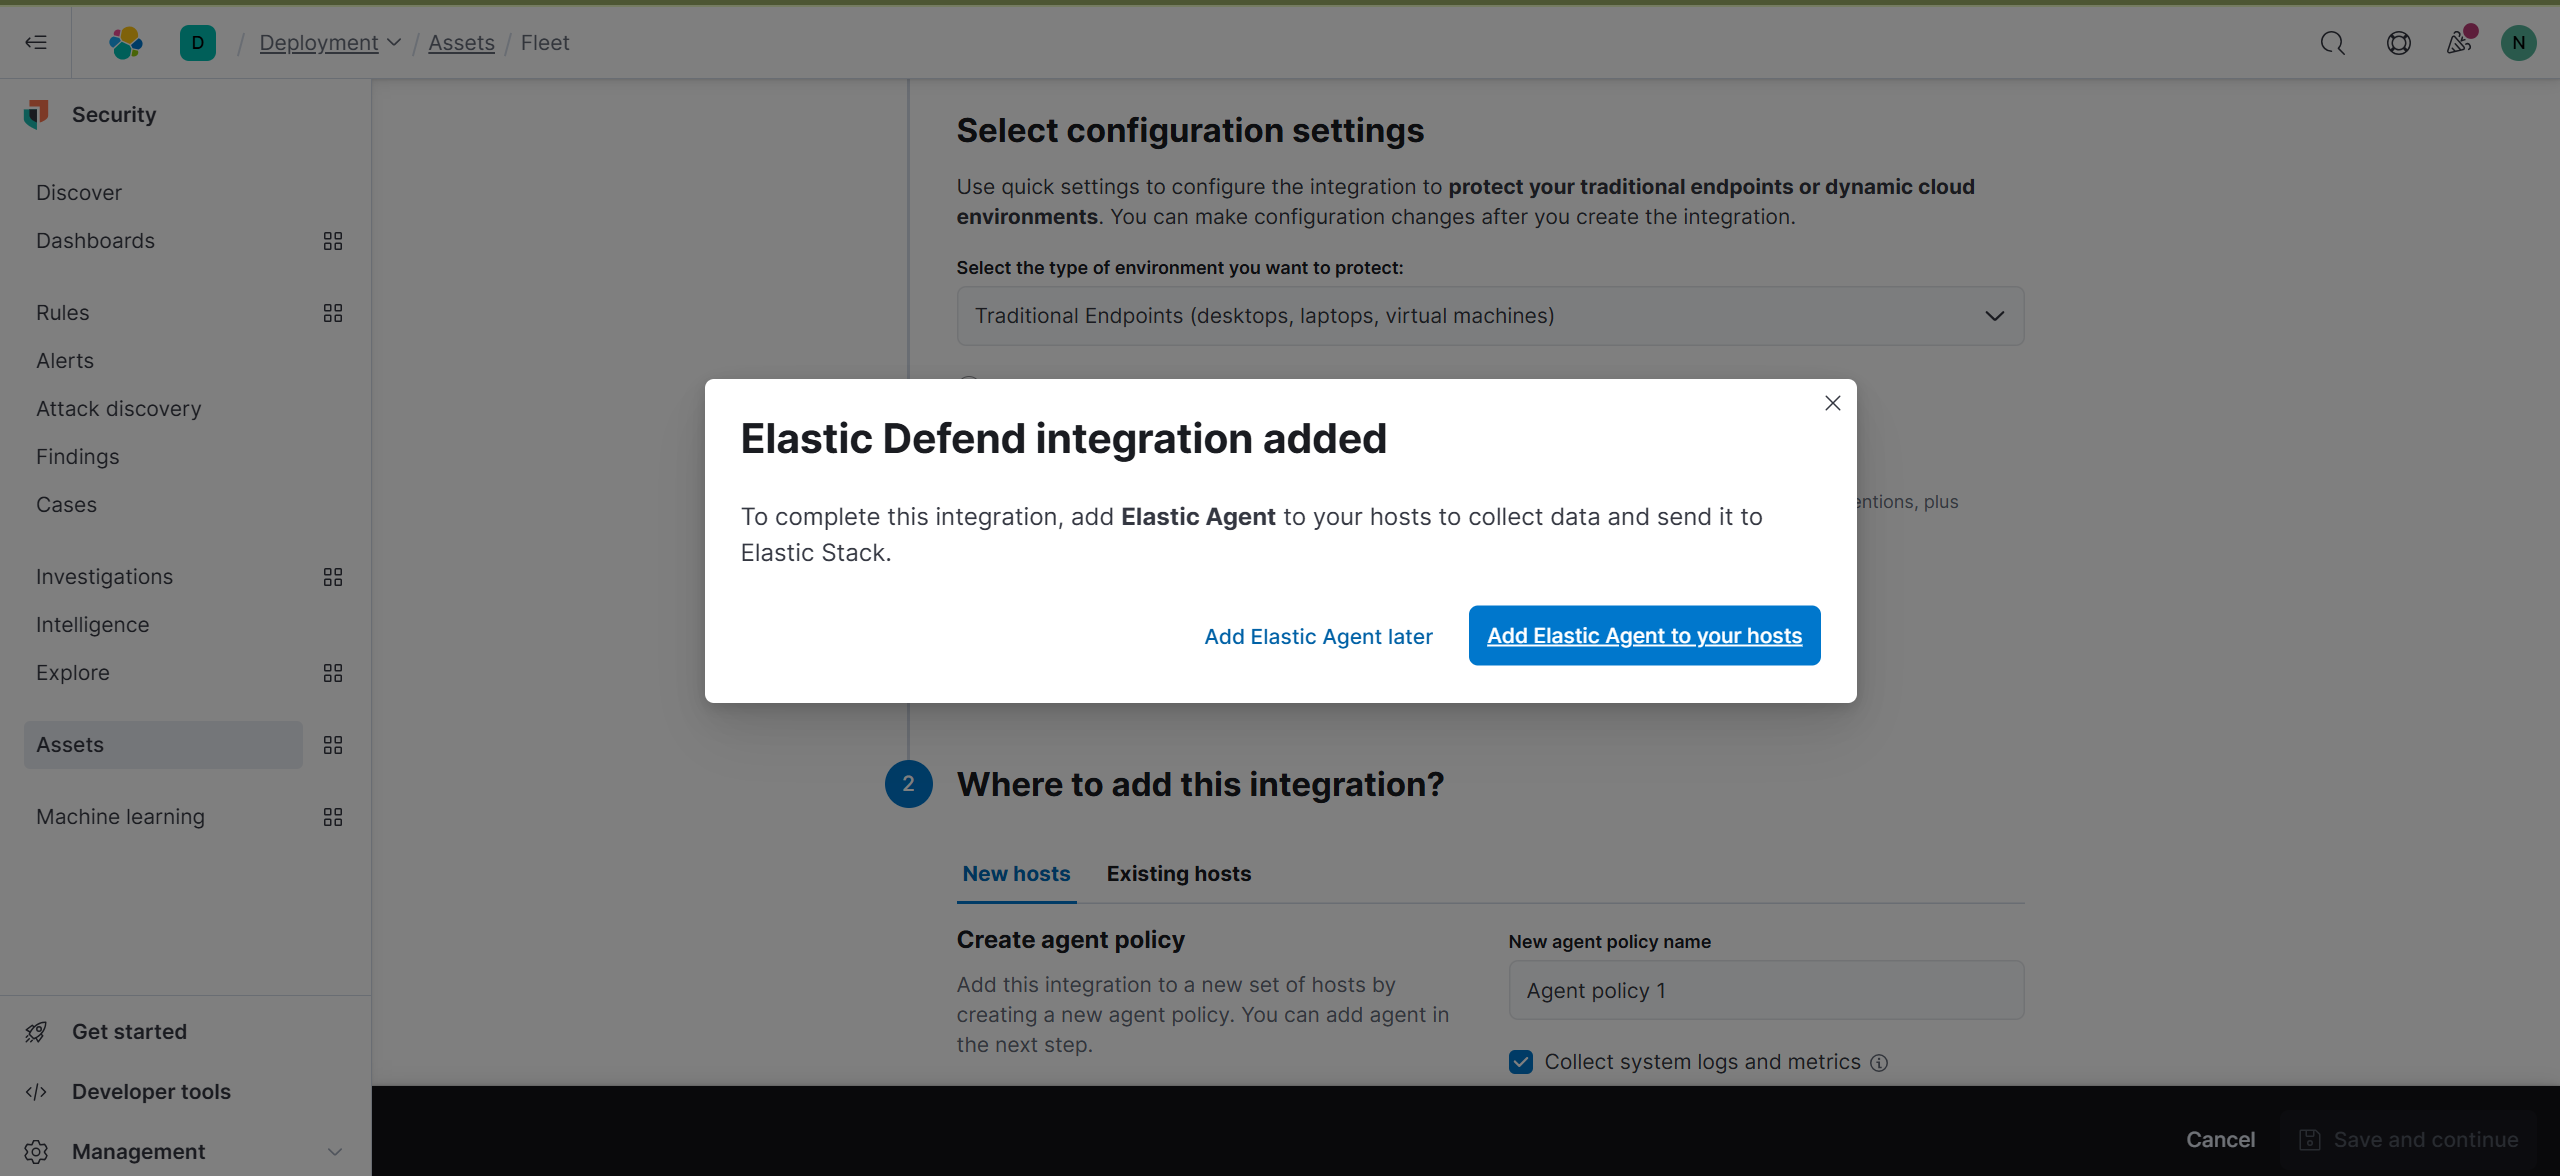 D / Deployment / Assets / Fleet
N
Security
Discover
Dashboards
Rules
Alerts
Attack discovery
Findings
Cases
Investigations
Intelligence
Explore
Assets
Machine learning
Get started
Developer tools
Management
Select configuration settings
Use quick settings to configure the integration to protect your traditional endpoints or dynamic cloud
environments. You can make configuration changes after you create the integration.
Select the type of environment you want to protect:
Traditional Endpoints (desktops, laptops, virtual machines)
Elastic Defend integration added
To complete this integration, add Elastic Agent to your hosts to collect data and send it to
Elastic Stack.
Add Elastic Agent later
Add Elastic Agent to your hosts
plus
2 Where to add this integration?
New hosts Existing hosts
Create agent policy
Add this integration to a new set of hosts by
creating a new agent policy. You can add agent in
the next step.
New agent policy name
Agent policy 1
Collect system logs and metrics
Cancel
Save and continue